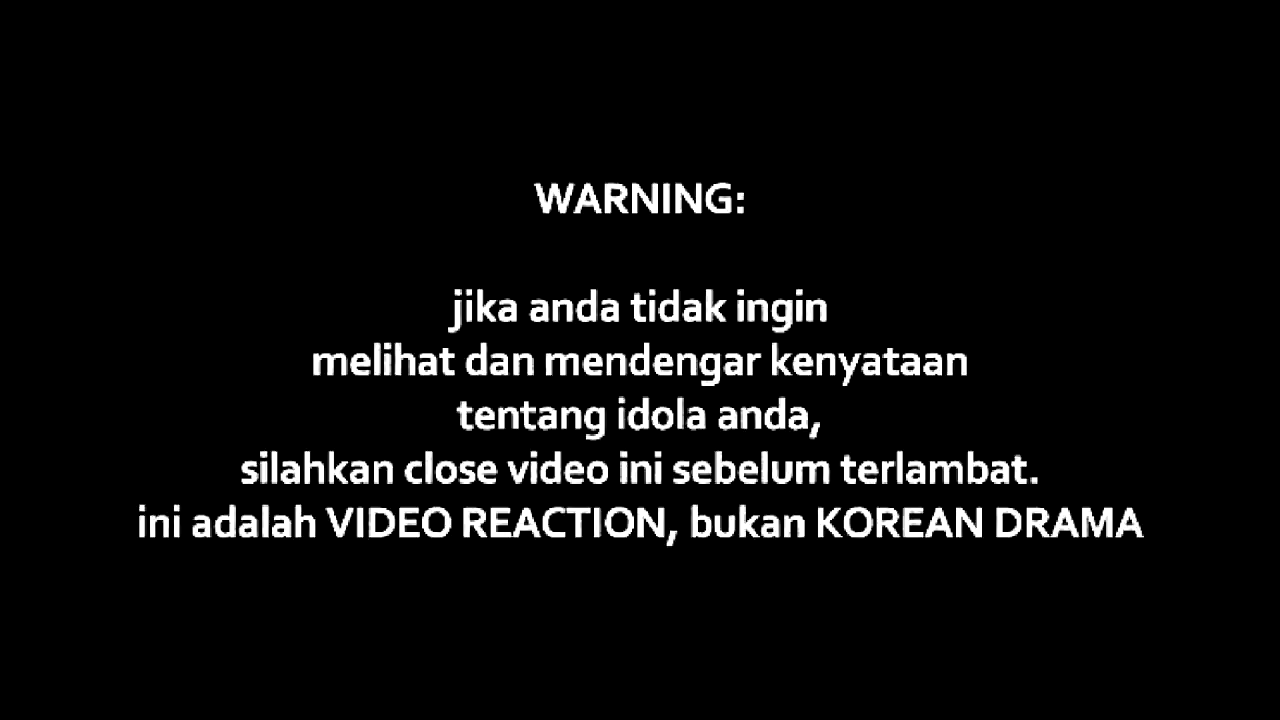 WARNING:
jika anda tidak ingin
melihat dan mendengar kenyataan
tentang idola anda,
silahkan close video ini sebelum terlambat.
ini adalah VIDEO REACTION, bukan KOREAN DRAMA